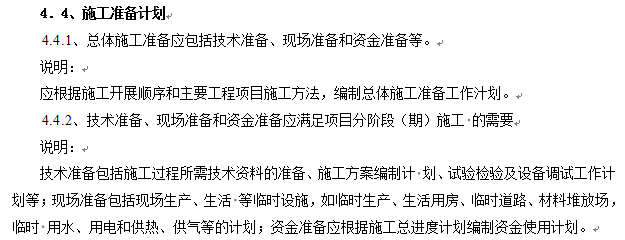 4．4、施工准备计划
4.4.1、总体施工准备应包括技术准备、现场准备和资金准备等。
说明：
应根据施工开展顺序和主要工程项目施工方法，编制总体施工准备工作汁划。
4.4.2、技术准备、现场准备和资金准备应满足项目分阶段（期）施工 的需要
说明：
技术准备包括施工过程所需技术资料的准备、施工方案编制计 划、试验检验及设备调试工作计
划等；现场准备包括现场生产、生活 等临时设施，如临时生产、生活用房、临时道路、材料堆放场，
临时 用水、用电和供热、供气等的计划；资金准备应根据施工总进度计划编制资金使用计划。